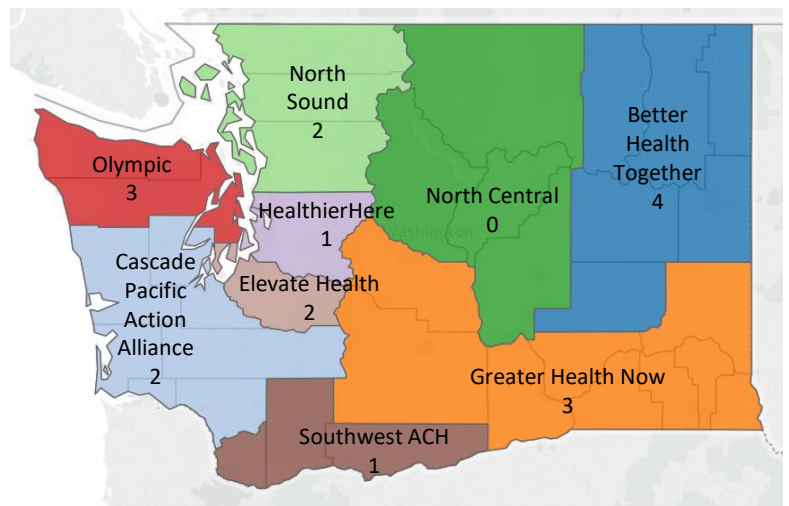 North
Sound
2
Better
Health
Together
4
Olympic
3
North Central
0
HealthierHere
1
Washington
Cascade
Pacific
Action
Alliance
2
Elevate Health
2
Greater Health Now
3
Southwest ACH
1